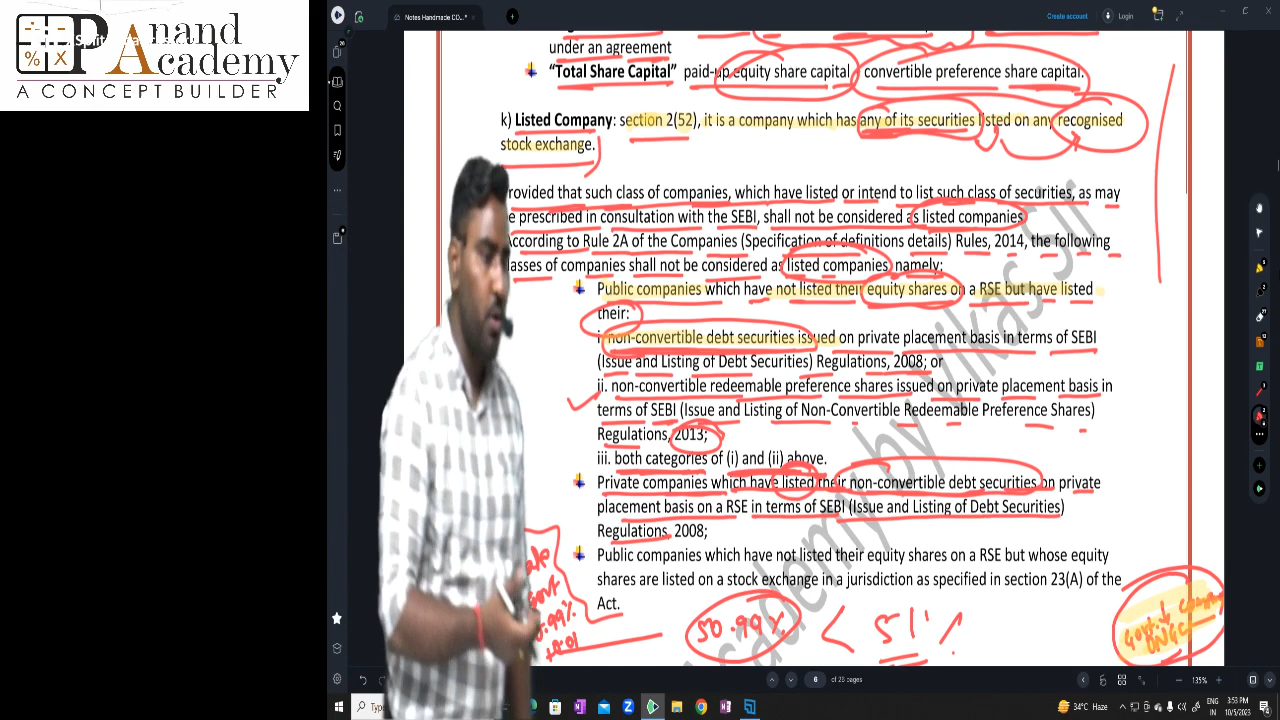 Anand
Academy
A CONCEPT BUILDER
% X
Notes Handmade CO...*
Create account
Login
under an agreement
“Total Share Capital” paid-up equity share capital convertible preference share capital.
k) Listed Company: section 2(52), it is a company which has any of its securities listed on any recognised
stock exchange.
Provided that such class of companies, which have listed or intend to list such class of securities, as may
be prescribed in consultation with the SEBI, shall not be considered as listed companies
According to Rule 2A of the Companies (Specification of definitions details) Rules, 2014, the following
classes of companies shall not be considered as listed companies, namely:
Public companies which have not listed their equity shares on a RSE but have listed
their:
i. non-convertible debt securities issued on private placement basis in terms of SEBI
(Issue and Listing of Debt Securities) Regulations, 2008; or
ii. non-convertible redeemable preference shares issued on private placement basis in
terms of SEBI (Issue and Listing of Non-Convertible Redeemable Preference Shares)
Regulations, 2013;
iii. both categories of (i) and (ii) above.
Private companies which have listed their non-convertible debt securities on private
placement basis on a RSE in terms of SEBI (Issue and Listing of Debt Securities)
Regulations, 2008;
Public companies which have not listed their equity shares on a RSE but whose equity
shares are listed on a stock exchange in a jurisdiction as specified in section 23(A) of the
Act.
50.99% < 51%
Academy by Vikas Sir
6 of 26 pages
135%
34°C Haze
ENG
IN
3:53 PM
10/5/2023